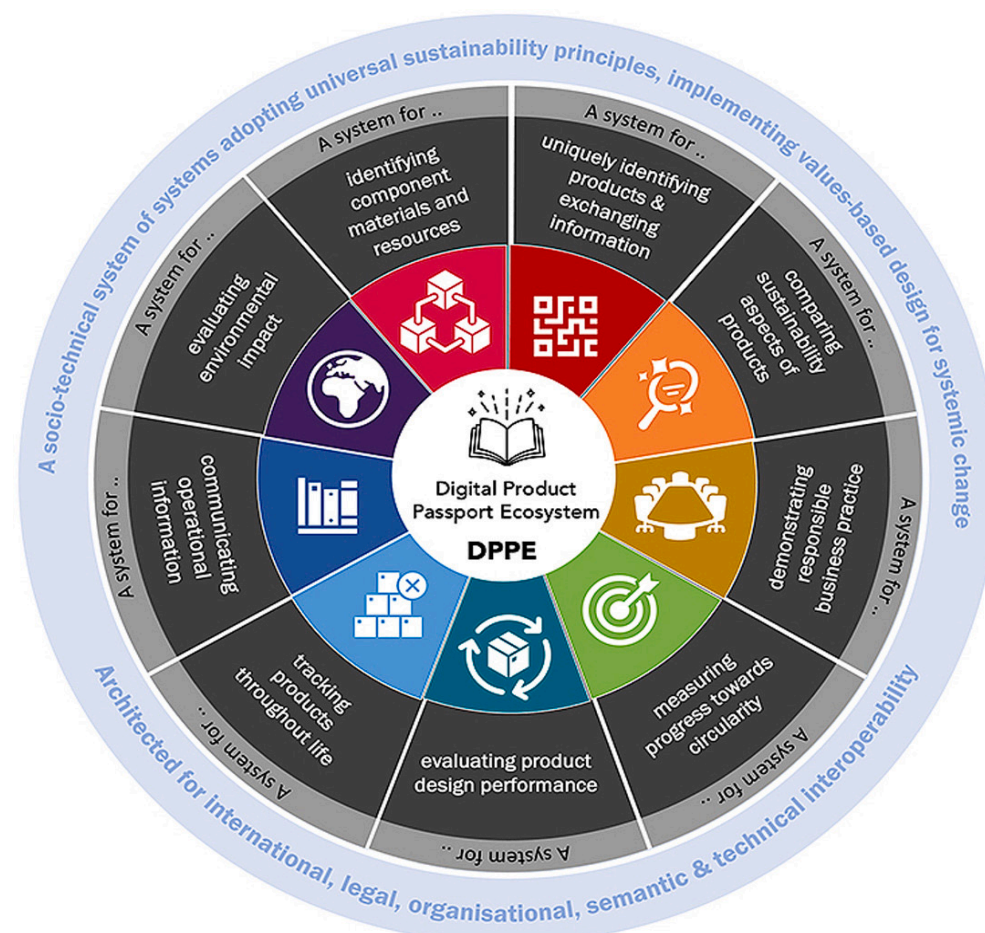 A socio-technical system of systems adopting universal sustainability principles, implementing values-based design for systemic change
A system for ..
uniquely identifying
products &
exchanging
information
A system for ..
comparing
sustainability
aspects of
products
A system for ..
demonstrating
responsible
business practice
A system for ..
measuring
progress towards
circularity
A system for ..
evaluating product
design performance
A system for ..
tracking
products
throughout life
A system for ..
communicating
operational
information
A system for ..
evaluating
environmental
impact
A system for ..
identifying
component
materials and
resources
Digital Product
Passport Ecosystem
DPPE
Architected for international, legal, organisational, semantic & technical interoperability